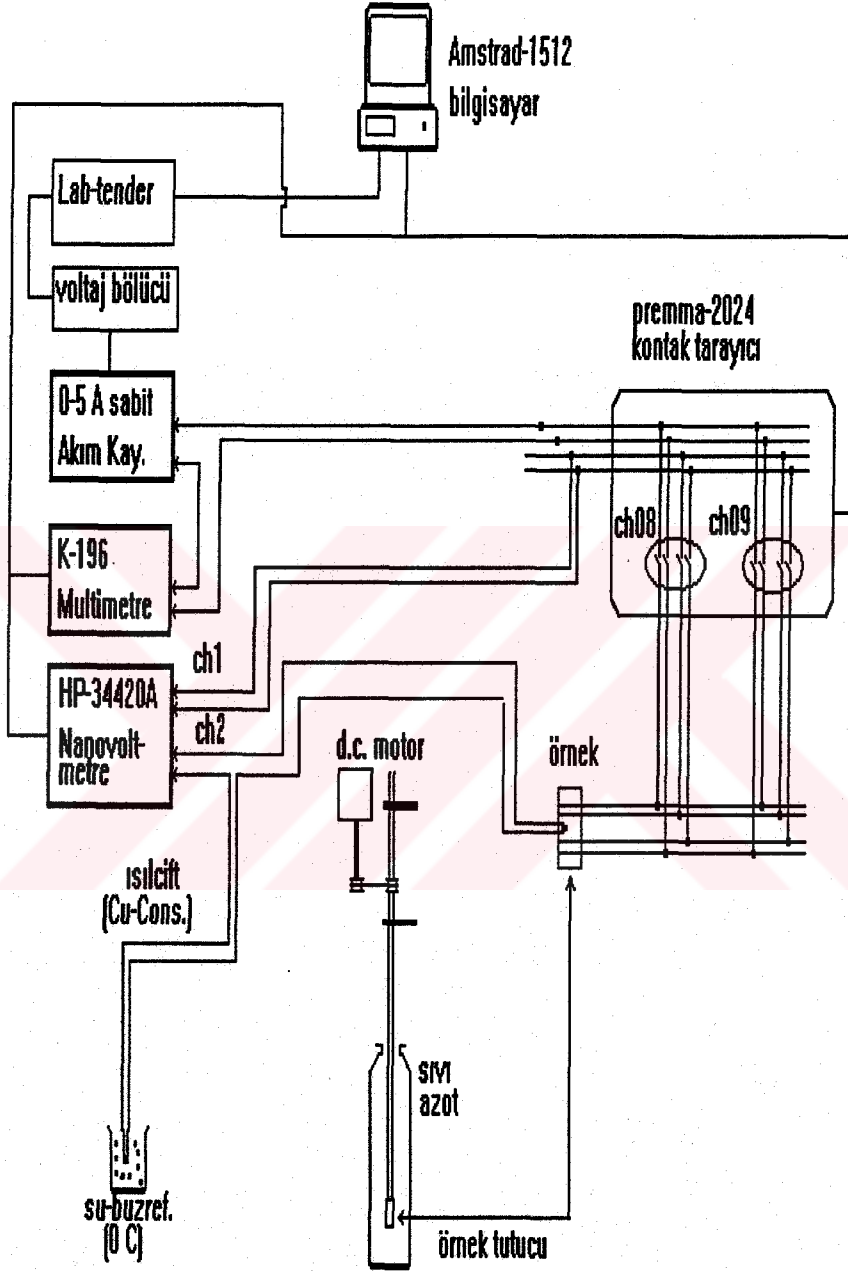 Amstrad-1512
bilgisayar
Lab-tender
voltaj bölücü
premma-2024
kontak tarayıcı
0-5 A sabit
Akım Kay.
ch08
ch09
K-196
Multimetre
ch1
HP-34420A
ch2
Nanovolt-
metre
d.c. motor
örnek
ısılcift
(Cu-Cons.)
sıvı
azot
su-buzref.
(0 C)
örnek tutucu